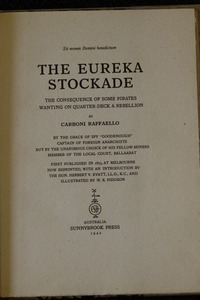 Sit nomen Domini benedictum
THE EUREKA
STOCKADE
THE CONSEQUENCE OF SOME PIRATES
WANTING ON QUARTER-DECK A REBELLION
BY
CARBONI RAFFAELLO
BY THE GRACE OF SPY "GOODENOUGH"
CAPTAIN OF FOREIGN ANARCHISTS
BUT BY THE UNANIMOUS CHOICE OF HIS FELLOW MINERS
MEMBER OF THE LOCAL COURT, BALLAARAT
FIRST PUBLISHED IN 1855 AT MELBOURNE
NOW REPRINTED, WITH AN INTRODUCTION BY
THE HON. HERBERT V. EVATT, LL.D., K.C., AND
ILLUSTRATED BY W. E. PIDGEON
AUSTRALIA:
SUNNYBROOK PRESS
1942